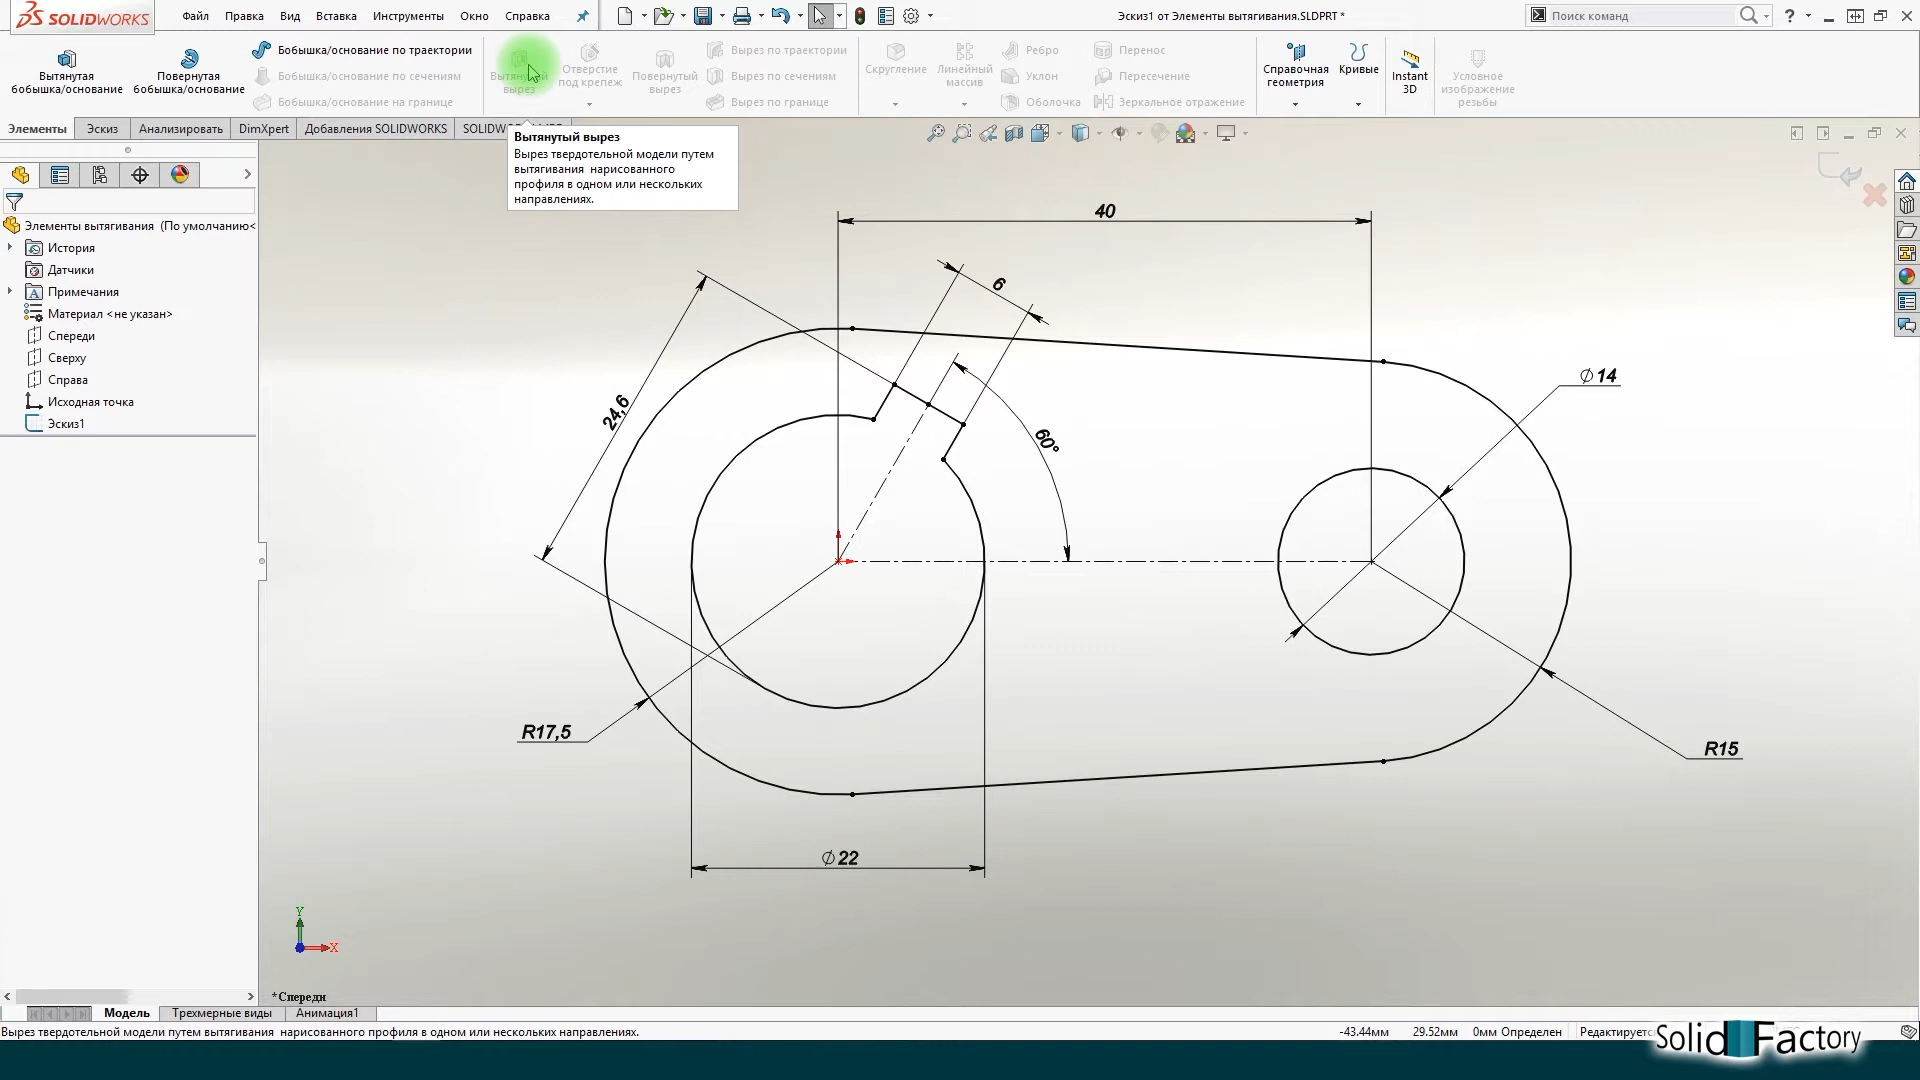 SOLIDWORKS
Файл
Правка
Вид
Вставка
Инструменты
Окно
Справка
Эскиз1 от Элементы вытягивания.SLDPRT *
Поиск команд
Вытянутая
бобышка/основание
Повернутая
бобышка/основание
Бобышка/основание по траектории
Бобышка/основание по сечениям
Бобышка/основание на границе
Вытянутый
вырез
Отверстие
под крепеж
Повернутый
вырез
Вырез по траектории
Вырез по сечениям
Вырез по границе
Скругление
Линейный
массив
Ребро
Уклон
Оболочка
Перенос
Пересечение
Зеркальное отражение
Справочная
геометрия
Кривые
Instant
3D
Условное
изображение
резьбы
Элементы
Эскиз
Анализировать
DimXpert
Добавления SOLIDWORKS
Вытянутый вырез
Вырез твердотельной модели путем
вытягивания нарисованного
профиля в одном или нескольких
направлениях.
Элементы вытягивания (По умолчанию<
История
Датчики
Примечания
Материал <не указан>
Спереди
Сверху
Справа
Исходная точка
Эскиз1
40
6
24,6
60°
∅14
R17,5
R15
∅22
Y
X
*Спереди
Модель
Трехмерные виды
Анимация1
Вырез твердотельной модели путем вытягивания нарисованного профиля в одном или нескольких направлениях.
-43.44мм
29.52мм
0мм Определен
Редактируетс
Solid Factory